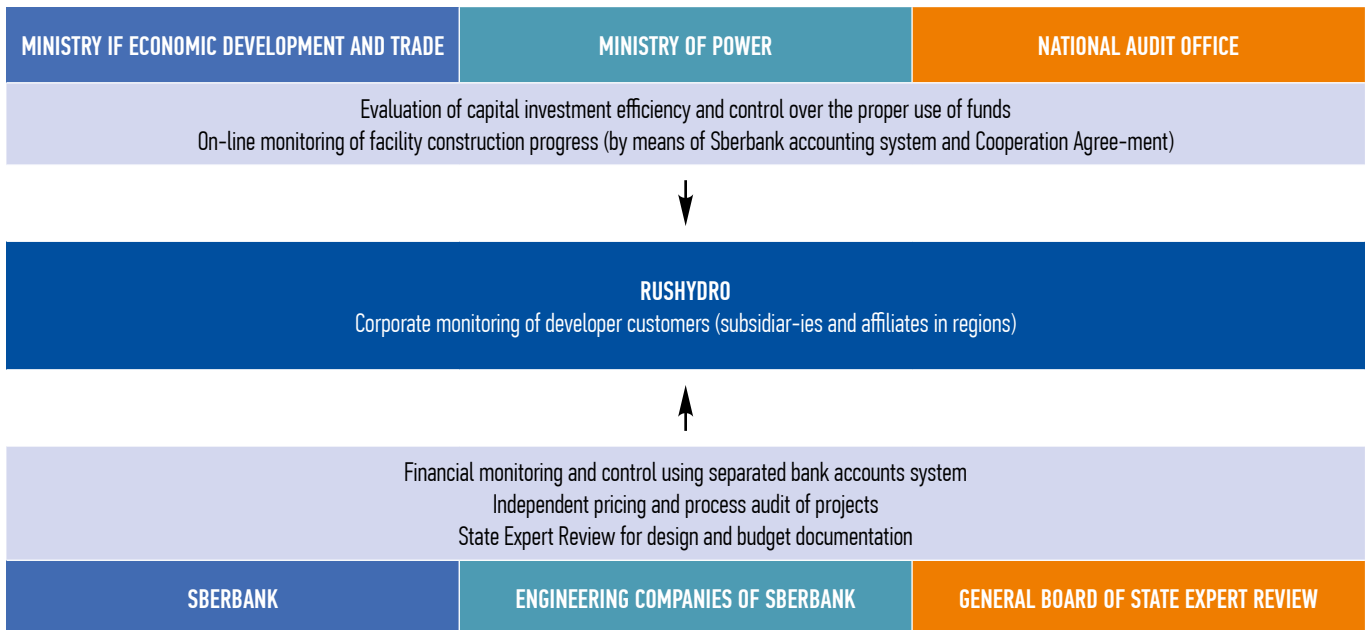 MINISTRY IF ECONOMIC DEVELOPMENT AND TRADE
MINISTRY OF POWER
NATIONAL AUDIT OFFICE
Evaluation of capital investment efficiency and control over the proper use of funds
On-line monitoring of facility construction progress (by means of Sberbank accounting system and Cooperation Agree-ment)
RUSHYDRO
Corporate monitoring of developer customers (subsidiar-ies and affiliates in regions)
Financial monitoring and control using separated bank accounts system
Independent pricing and process audit of projects
State Expert Review for design and budget documentation
SBERBANK
ENGINEERING COMPANIES OF SBERBANK
GENERAL BOARD OF STATE EXPERT REVIEW